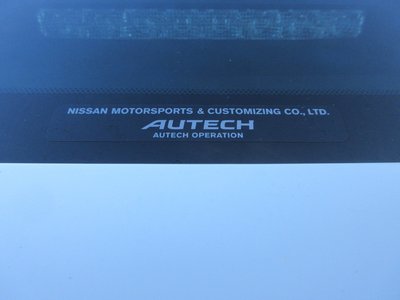 NISSAN MOTORSPORTS & CUSTOMIZING CO., LTD.
AUTECH
AUTECH OPERATION